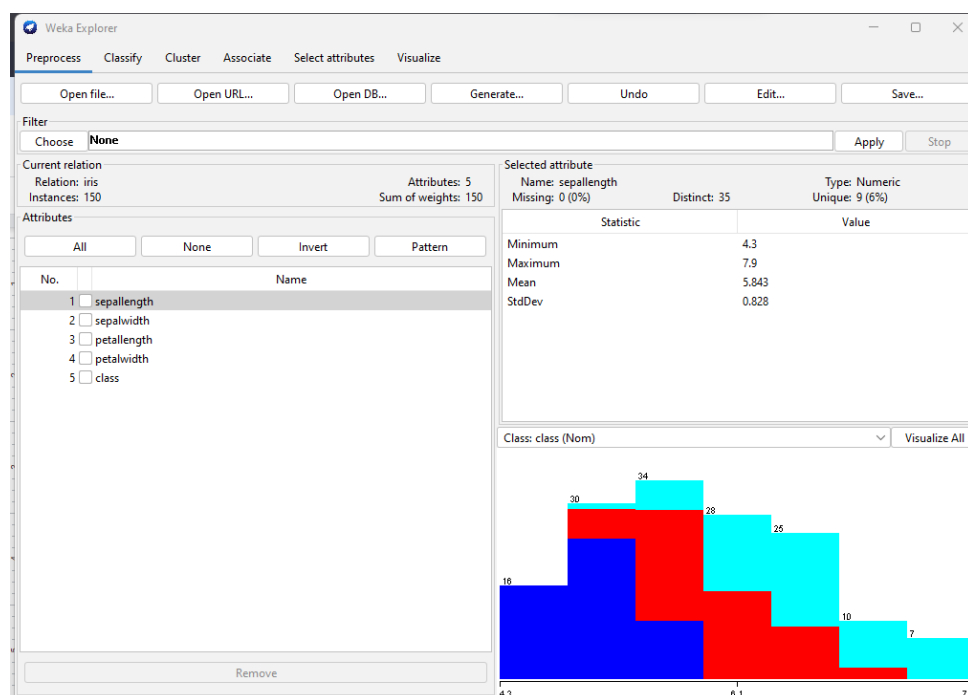 Weka Explorer
Preprocess Classify Cluster Associate Select attributes Visualize
Open file... Open URL... Open DB... Generate... Undo Edit... Save...
Filter
Choose None Apply Stop
Current relation
Relation: iris Attributes: 5
Instances: 150 Sum of weights: 150
Attributes
All None Invert Pattern
No. Name
1 sepallength
2 sepalwidth
3 petallength
4 petalwidth
5 class
Remove
Selected attribute
Name: sepallength Type: Numeric
Missing: 0 (0%) Distinct: 35 Unique: 9 (6%)
Statistic Value
Minimum 4.3
Maximum 7.9
Mean 5.843
StdDev 0.828
Class: class (Nom) Visualize All
16 30 34 28 25 10 7
4.3 6.1